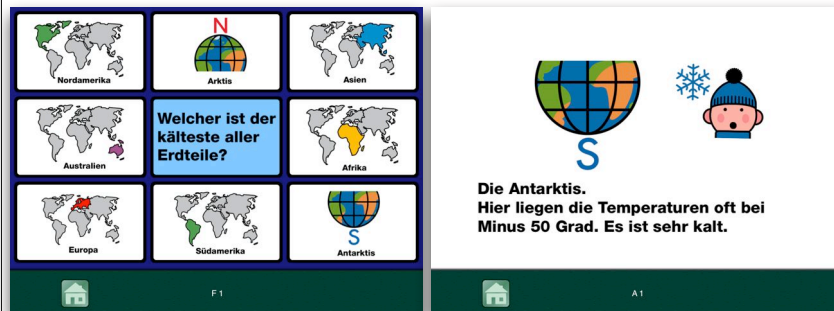 N
Nordamerika
Arktis
Asien
Australien
Welcher ist der
kälteste aller
Erdteile?
Afrika
Europa
Südamerika
S
Antarktis
F 1
S
Die Antarktis.
Hier liegen die Temperaturen oft bei
Minus 50 Grad. Es ist sehr kalt.
A 1